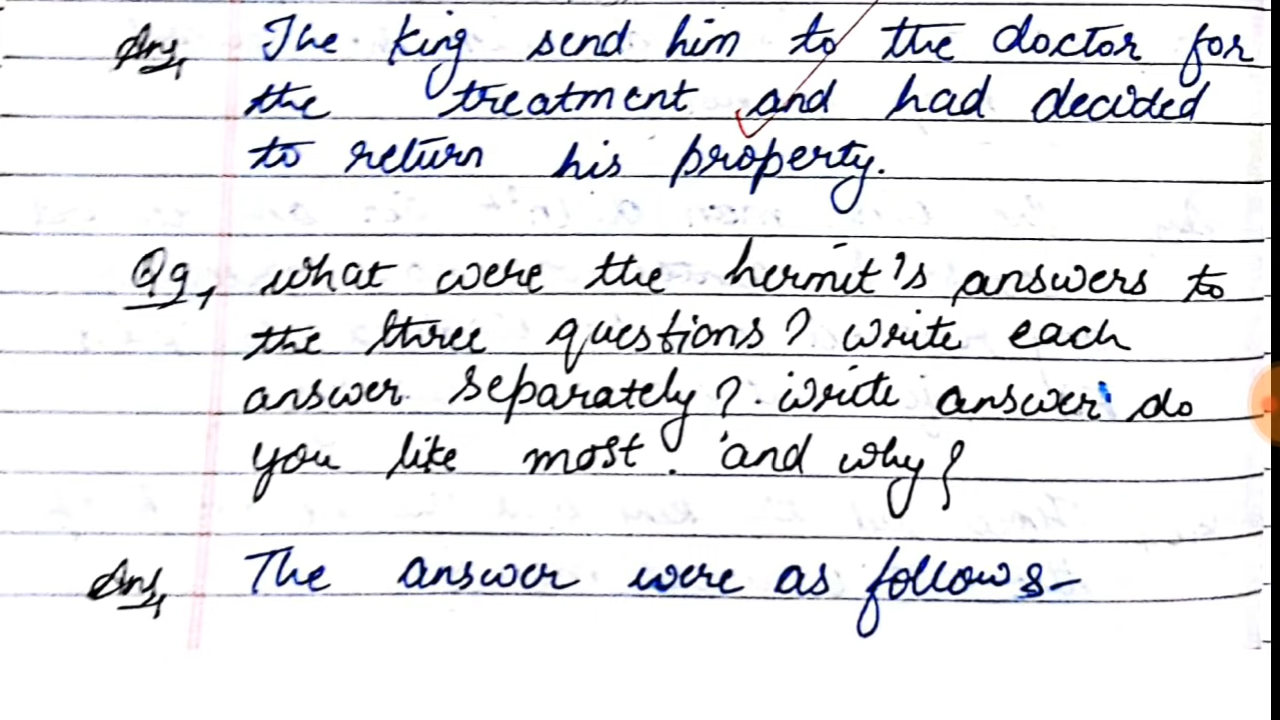 Ans, The king send him to the doctor for
the treatment and had decided
to return his property.
Q9, what were the hermit's answers to
the three questions? write each
answer separately? write answer do
you like most. and why?
Ans, The answer were as follows-